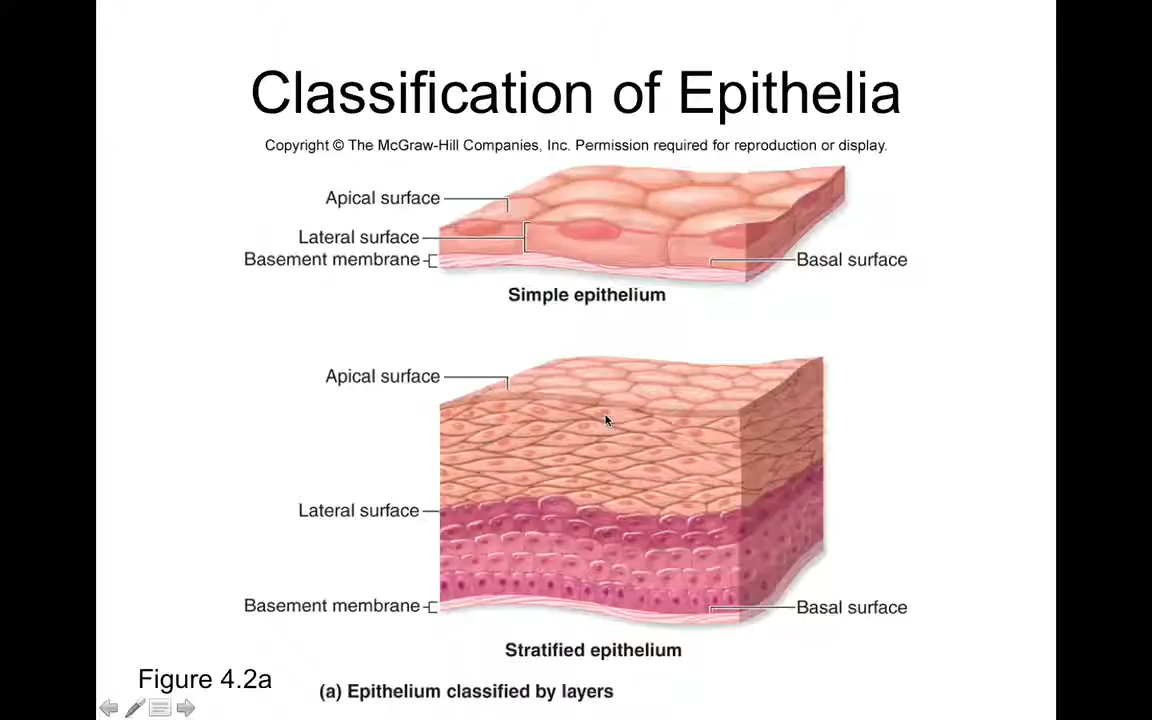 Classification of Epithelia
Copyright © The McGraw-Hill Companies, Inc. Permission required for reproduction or display.
Apical surface
Lateral surface
Basement membrane
Basal surface
Simple epithelium
Apical surface
Lateral surface
Basement membrane
Basal surface
Stratified epithelium
Figure 4.2a
(a) Epithelium classified by layers